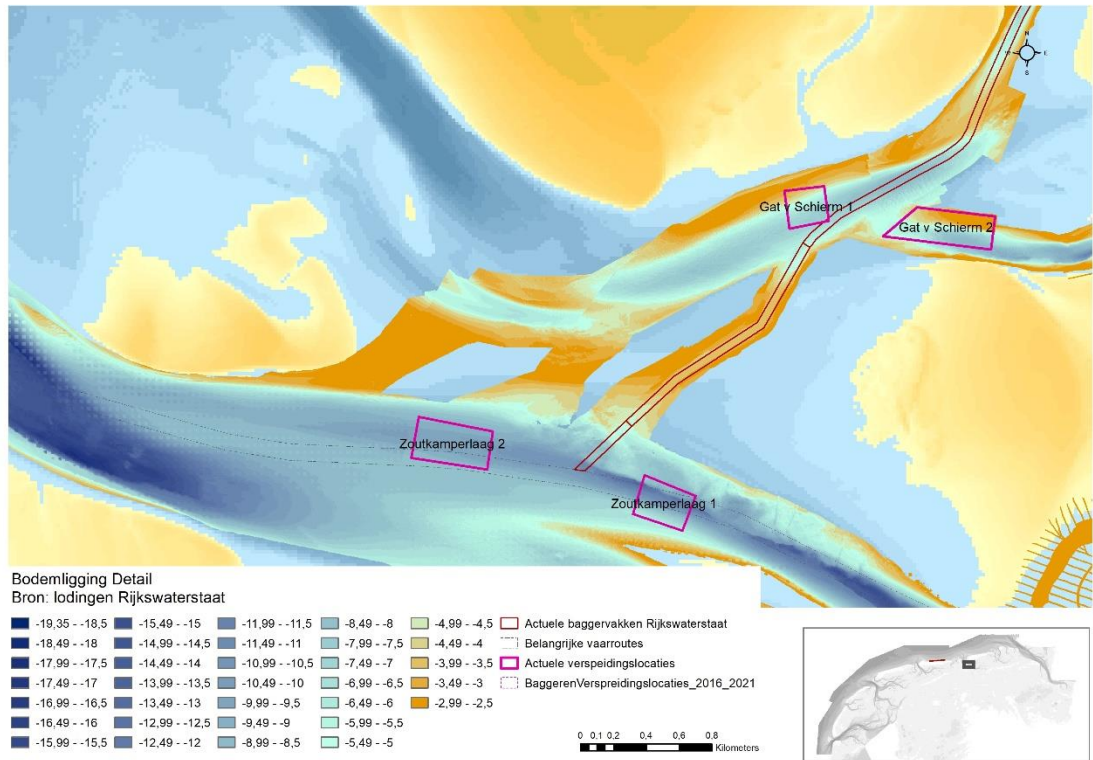 N
E
S
Gat v Schierm 1
Gat v Schierm 2
Zoutkamperlaag 2
Zoutkamperlaag 1
Bodemligging Detail
Bron: lodingen Rijkswaterstaat
-19,35 - -18,5
-18,49 - -18
-17,99 - -17,5
-17,49 - -17
-16,99 - -16,5
-16,49 - -16
-15,99 - -15,5
-15,49 - -15
-14,99 - -14,5
-14,49 - -14
-13,99 - -13,5
-13,49 - -13
-12,99 - -12,5
-12,49 - -12
-11,99 - -11,5
-11,49 - -11
-10,99 - -10,5
-10,49 - -10
-9,99 - -9,5
-9,49 - -9
-8,99 - -8,5
-8,49 - -8
-7,99 - -7,5
-7,49 - -7
-6,99 - -6,5
-6,49 - -6
-5,99 - -5,5
-5,49 - -5
-4,99 - -4,5
-4,49 - -4
-3,99 - -3,5
-3,49 - -3
-2,99 - -2,5
Actuele baggervakken Rijkswaterstaat
Belangrijke vaarroutes
Actuele verspeidingslocaties
BaggerenVerspreidingslocaties_2016_2021
0 0,1 0,2 0,4 0,6 0,8
Kilometers